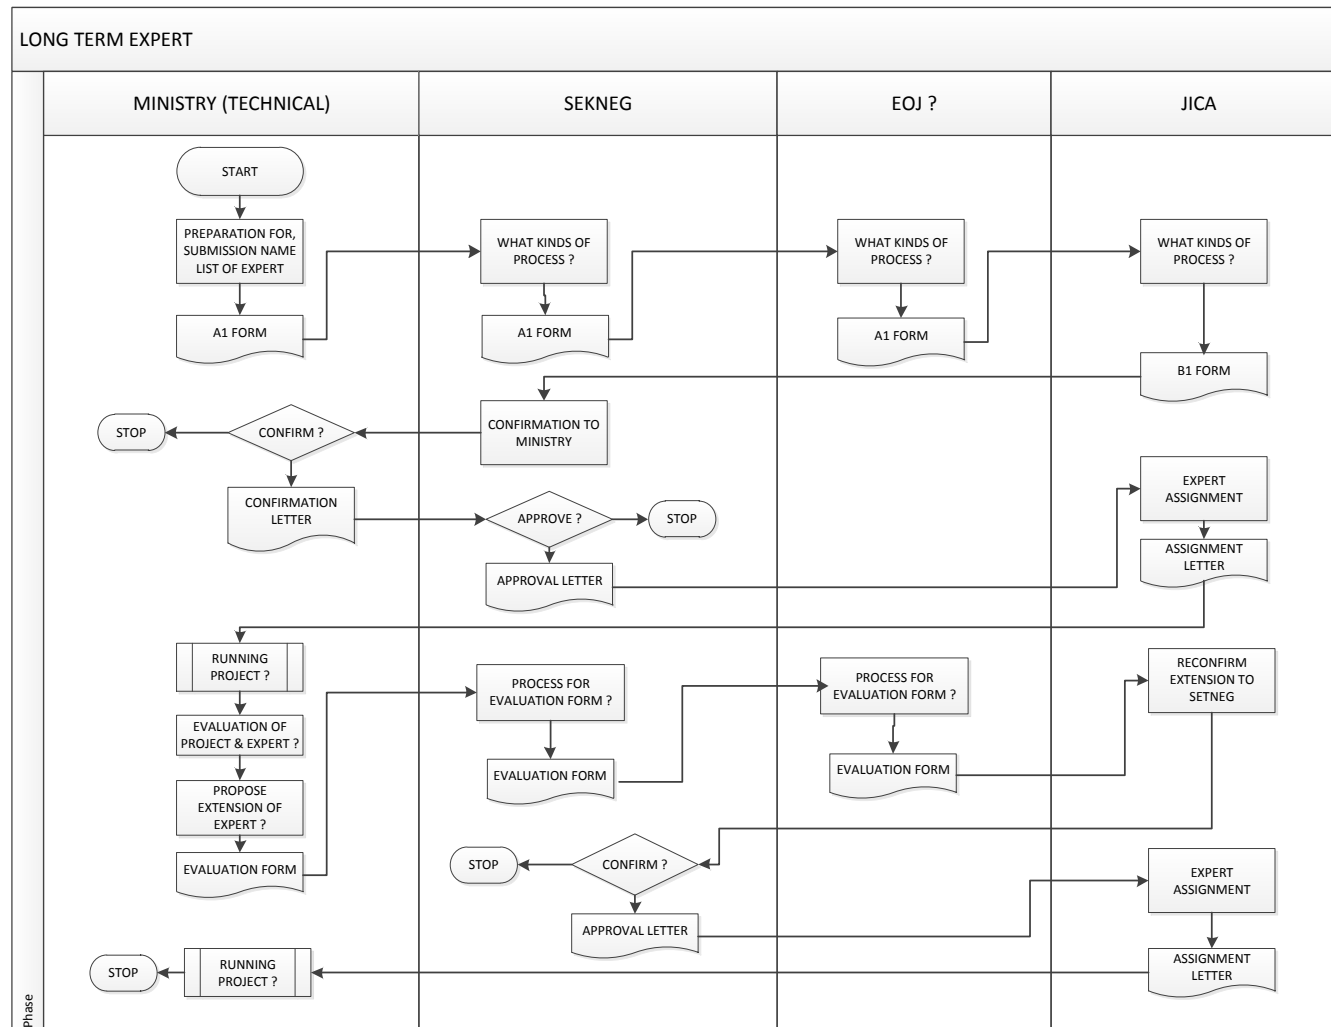 LONG TERM EXPERT
MINISTRY (TECHNICAL)
SEKNEG
EOJ ?
JICA
START
PREPARATION FOR,
SUBMISSION NAME
LIST OF EXPERT
WHAT KINDS OF
PROCESS ?
WHAT KINDS OF
PROCESS ?
WHAT KINDS OF
PROCESS ?
A1 FORM
A1 FORM
A1 FORM
B1 FORM
STOP
CONFIRM ?
CONFIRMATION TO
MINISTRY
CONFIRMATION
LETTER
APPROVE ?
STOP
EXPERT
ASSIGNMENT
APPROVAL LETTER
ASSIGNMENT
LETTER
RUNNING
PROJECT ?
PROCESS FOR
EVALUATION FORM ?
PROCESS FOR
EVALUATION FORM ?
RECONFIRM
EXTENSION TO
SETNEG
EVALUATION OF
PROJECT & EXPERT ?
EVALUATION FORM
EVALUATION FORM
PROPOSE
EXTENSION OF
EXPERT ?
EVALUATION FORM
STOP
CONFIRM ?
EXPERT
ASSIGNMENT
APPROVAL LETTER
STOP
RUNNING
PROJECT ?
ASSIGNMENT
LETTER
Phase